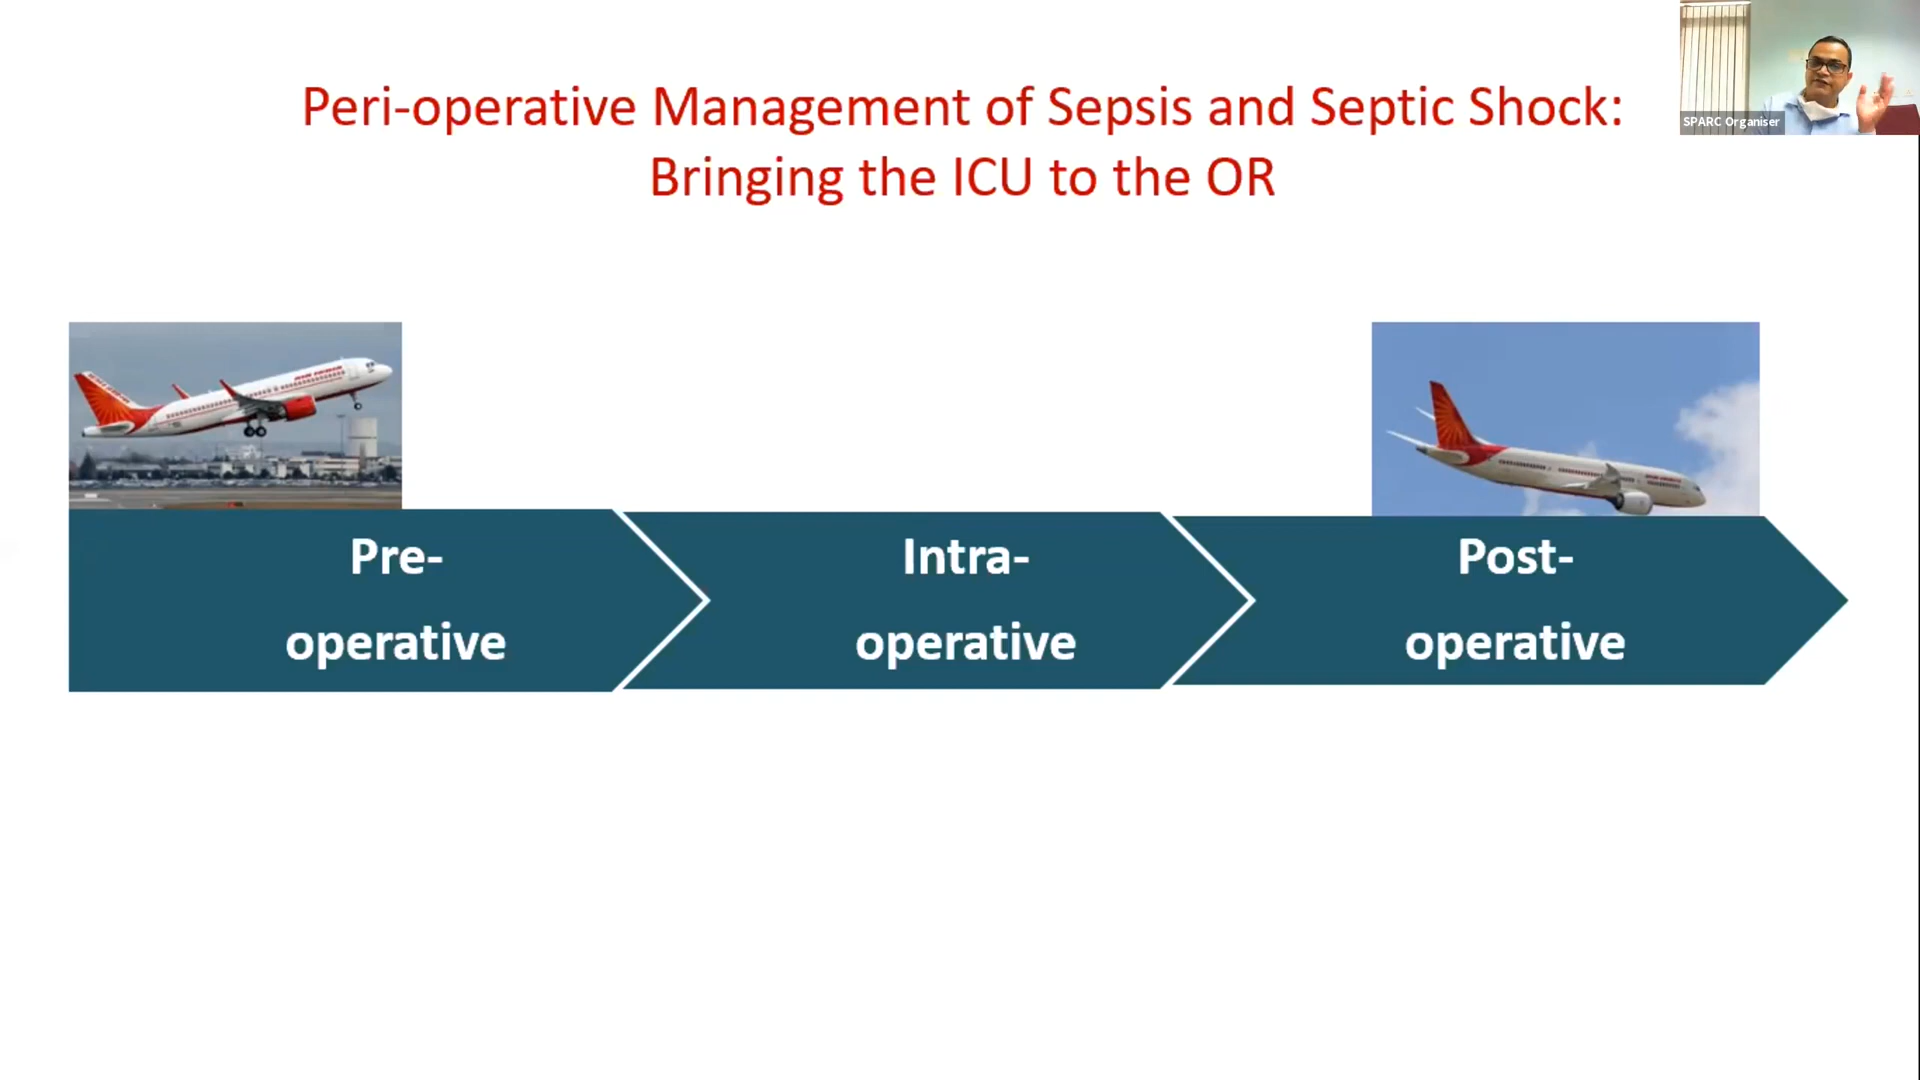 Peri-operative Management of Sepsis and Septic Shock:
Bringing the ICU to the OR
SPARC Organiser
Pre-
operative
Intra-
operative
Post-
operative